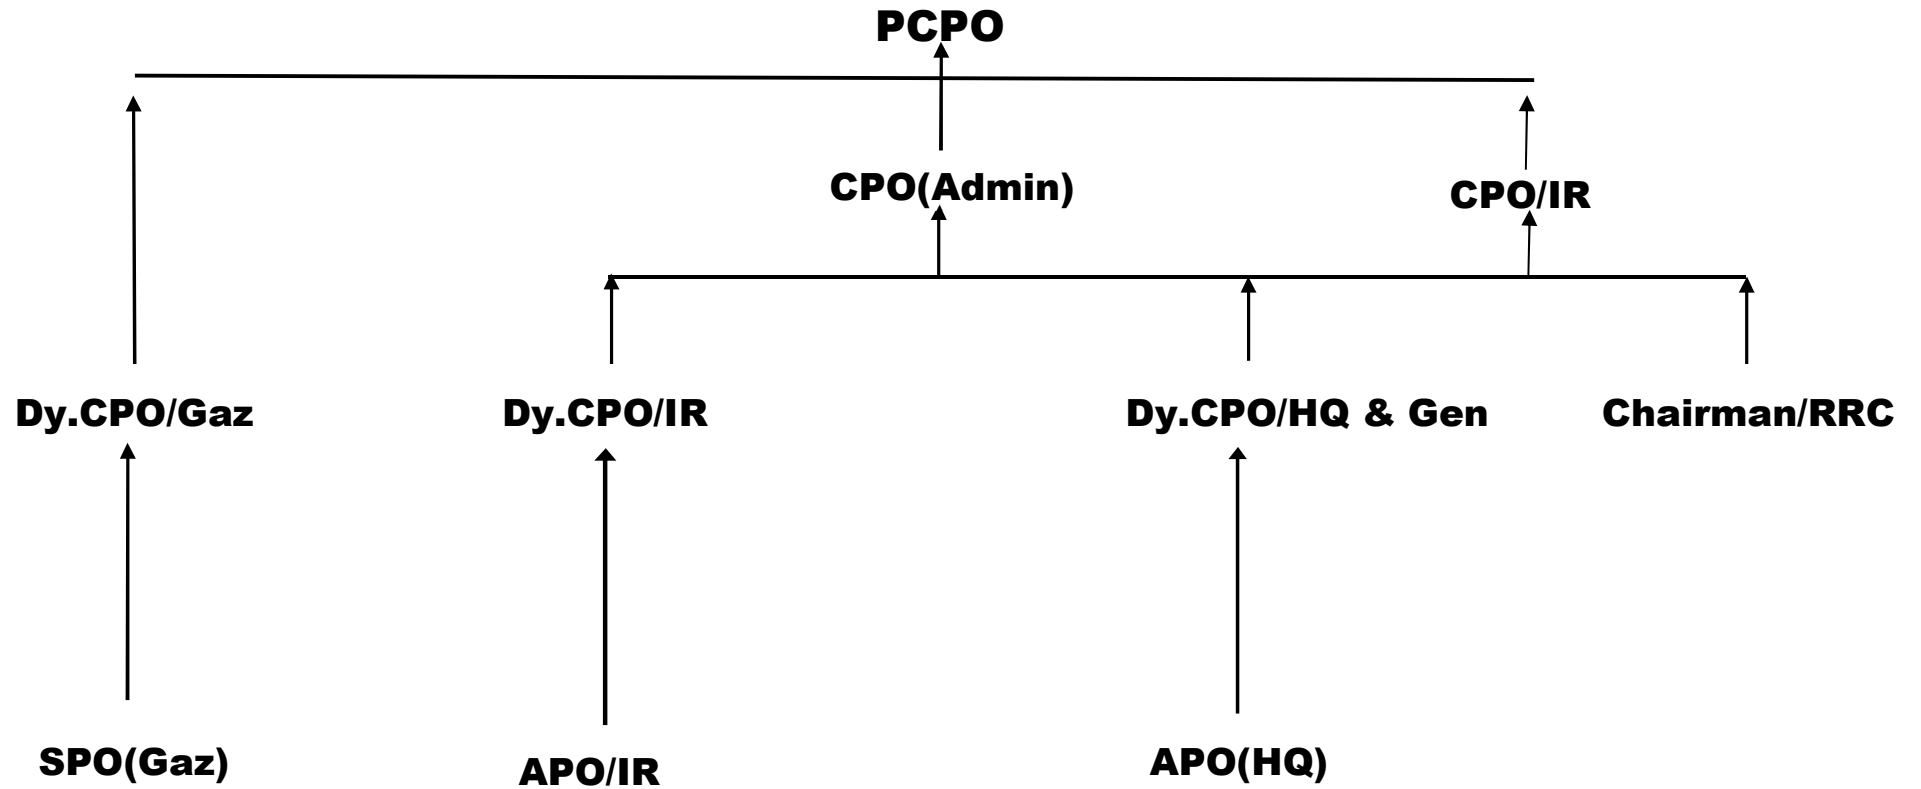 PCPO
CPO(Admin)
CPO/IR
Dy.CPO/Gaz
Dy.CPO/IR
Dy.CPO/HQ & Gen
Chairman/RRC
SPO(Gaz)
APO/IR
APO(HQ)